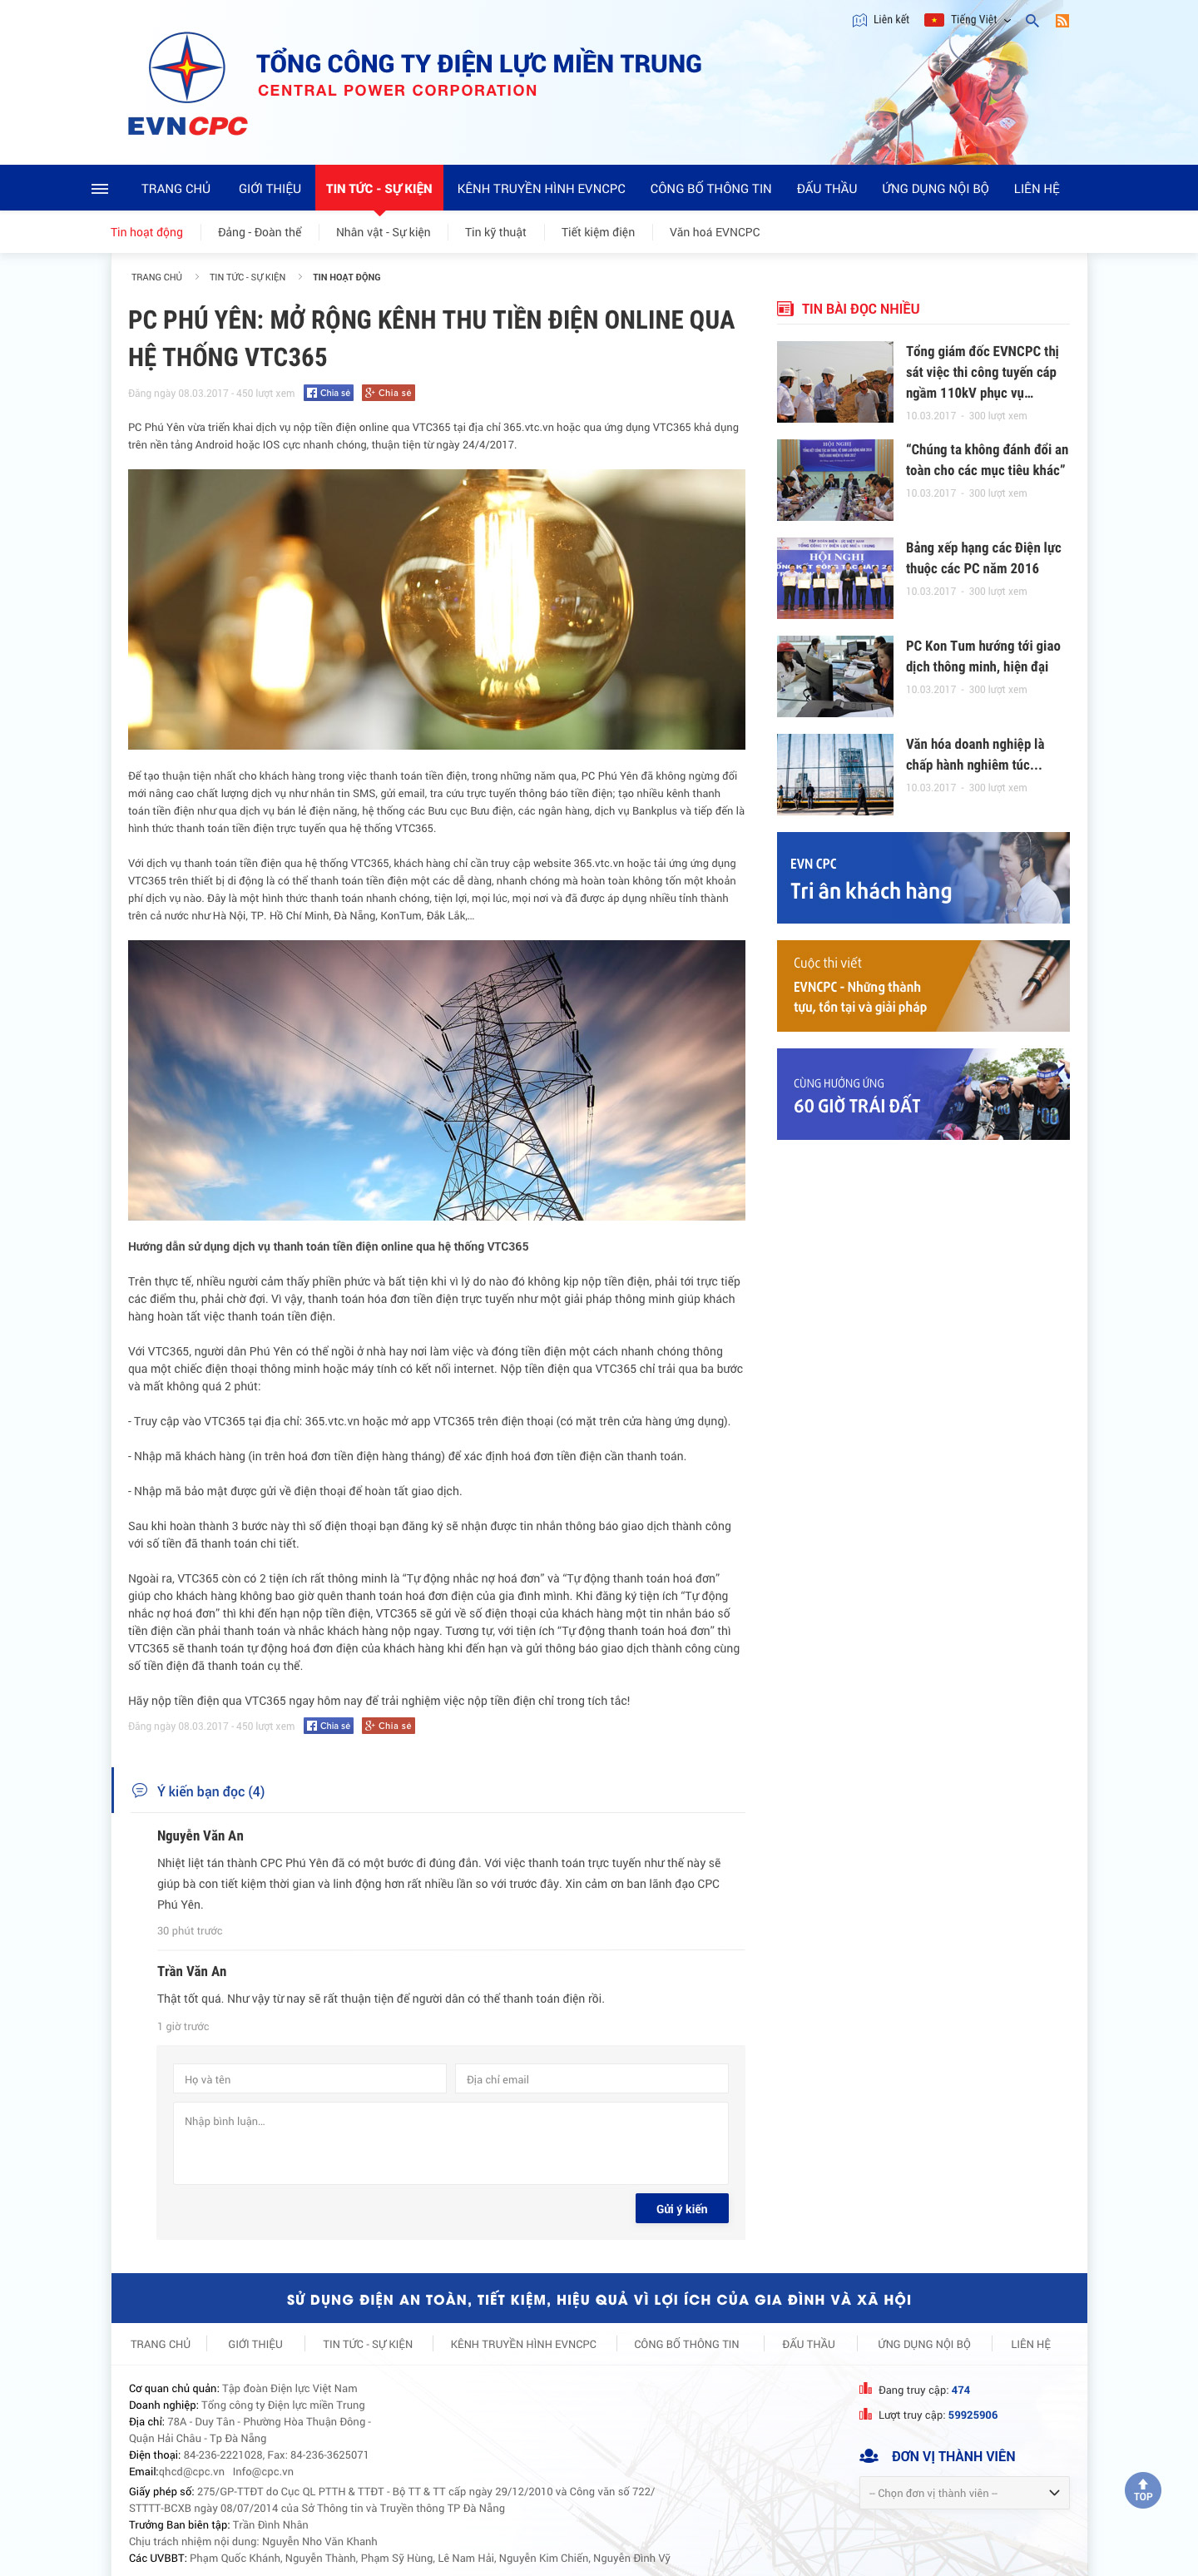 Liên kết
Tiếng Việt
TỔNG CÔNG TY ĐIỆN LỰC MIỀN TRUNG
CENTRAL POWER CORPORATION
EVNCPC
TRANG CHỦ
GIỚI THIỆU
TIN TỨC - SỰ KIỆN
KÊNH TRUYỀN HÌNH EVNCPC
CÔNG BỐ THÔNG TIN
ĐẤU THẦU
ỨNG DỤNG NỘI BỘ
LIÊN HỆ
Tin hoạt động
Đảng - Đoàn thể
Nhân vật - Sự kiện
Tin kỹ thuật
Tiết kiệm điện
Văn hoá EVNCPC
TRANG CHỦ > TIN TỨC - SỰ KIỆN > TIN HOẠT ĐỘNG
PC PHÚ YÊN: MỞ RỘNG KÊNH THU TIỀN ĐIỆN ONLINE QUA
HỆ THỐNG VTC365
Đăng ngày 08.03.2017 - 450 lượt xem
Chia sẻ
Chia sẻ
PC Phú Yên vừa triển khai dịch vụ nộp tiền điện online qua VTC365 tại địa chỉ 365.vtc.vn hoặc qua ứng dụng VTC365 khả dụng
trên nền tảng Android hoặc IOS cực nhanh chóng, thuận tiện từ ngày 24/4/2017.
Để tạo thuận tiện nhất cho khách hàng trong việc thanh toán tiền điện, trong những năm qua, PC Phú Yên đã không ngừng đổi
mới nâng cao chất lượng dịch vụ như nhắn tin SMS, gửi email, tra cứu trực tuyến thông báo tiền điện; tạo nhiều kênh thanh
toán tiền điện như qua dịch vụ bán lẻ điện năng, hệ thống các Bưu cục Bưu điện, các ngân hàng, dịch vụ Bankplus và tiếp đến là
hình thức thanh toán tiền điện trực tuyến qua hệ thống VTC365.
Với dịch vụ thanh toán tiền điện qua hệ thống VTC365, khách hàng chỉ cần truy cập website 365.vtc.vn hoặc tải ứng ứng dụng
VTC365 trên thiết bị di động là có thể thanh toán tiền điện một các dễ dàng, nhanh chóng mà hoàn toàn không tốn một khoản
phí dịch vụ nào. Đây là một hình thức thanh toán nhanh chóng, tiện lợi, mọi lúc, mọi nơi và đã được áp dụng nhiều tỉnh thành
trên cả nước như Hà Nội, TP. Hồ Chí Minh, Đà Nẵng, KonTum, Đăk Lắk,...
Hướng dẫn sử dụng dịch vụ thanh toán tiền điện online qua hệ thống VTC365
Trên thực tế, nhiều người cảm thấy phiền phức và bất tiện khi vì lý do nào đó không kịp nộp tiền điện, phải tới trực tiếp
các điểm thu, phải chờ đợi. Vì vậy, thanh toán hóa đơn tiền điện trực tuyến như một giải pháp thông minh giúp khách
hàng hoàn tất việc thanh toán tiền điện.
Với VTC365, người dân Phú Yên có thể ngồi ở nhà hay nơi làm việc và đóng tiền điện một cách nhanh chóng thông
qua một chiếc điện thoại thông minh hoặc máy tính có kết nối internet. Nộp tiền điện qua VTC365 chỉ trải qua ba bước
và mất không quá 2 phút:
- Truy cập vào VTC365 tại địa chỉ: 365.vtc.vn hoặc mở app VTC365 trên điện thoại (có mặt trên cửa hàng ứng dụng).
- Nhập mã khách hàng (in trên hoá đơn tiền điện hàng tháng) để xác định hoá đơn tiền điện cần thanh toán.
- Nhập mã bảo mật được gửi về điện thoại để hoàn tất giao dịch.
Sau khi hoàn thành 3 bước này thì số điện thoại bạn đăng ký sẽ nhận được tin nhắn thông báo giao dịch thành công
với số tiền đã thanh toán chi tiết.
Ngoài ra, VTC365 còn có 2 tiện ích rất thông minh là “Tự động nhắc nợ hoá đơn” và “Tự động thanh toán hoá đơn”
giúp cho khách hàng không bao giờ quên thanh toán hoá đơn điện của gia đình mình. Khi đăng ký tiện ích “Tự động
nhắc nợ hoá đơn” thì khi đến hạn nộp tiền điện, VTC365 sẽ gửi về số điện thoại của khách hàng một tin nhắn báo số
tiền điện cần phải thanh toán và nhắc khách hàng nộp ngay. Tương tự, với tiện ích “Tự động thanh toán hoá đơn” thì
VTC365 sẽ thanh toán tự động hoá đơn điện của khách hàng khi đến hạn và gửi thông báo giao dịch thành công cùng
số tiền điện đã thanh toán cụ thể.
Hãy nộp tiền điện qua VTC365 ngay hôm nay để trải nghiệm việc nộp tiền điện chỉ trong tích tắc!
Đăng ngày 08.03.2017 - 450 lượt xem
Chia sẻ
Chia sẻ
Ý kiến bạn đọc (4)
Nguyễn Văn An
Nhiệt liệt tán thành CPC Phú Yên đã có một bước đi đúng đắn. Với việc thanh toán trực tuyến như thế này sẽ
giúp bà con tiết kiệm thời gian và linh động hơn rất nhiều lần so với trước đây. Xin cảm ơn ban lãnh đạo CPC
Phú Yên.
30 phút trước
Trần Văn An
Thật tốt quá. Như vậy từ nay sẽ rất thuận tiện để người dân có thể thanh toán điện rồi.
1 giờ trước
Họ và tên
Địa chỉ email
Nhập bình luận...
Gửi ý kiến
TIN BÀI ĐỌC NHIỀU
Tổng giám đốc EVNCPC thị
sát việc thi công tuyến cáp
ngầm 110kV phục vụ...
10.03.2017 - 300 lượt xem
“Chúng ta không đánh đổi an
toàn cho các mục tiêu khác”
10.03.2017 - 300 lượt xem
HỘI NGHỊ
Bảng xếp hạng các Điện lực
thuộc các PC năm 2016
10.03.2017 - 300 lượt xem
HỘI NGHỊ
PC Kon Tum hướng tới giao
dịch thông minh, hiện đại
10.03.2017 - 300 lượt xem
Văn hóa doanh nghiệp là
chấp hành nghiêm túc...
10.03.2017 - 300 lượt xem
EVN CPC
Tri ân khách hàng
Cuộc thi viết
EVNCPC - Những thành
tựu, tồn tại và giải pháp
CÙNG HƯỞNG ỨNG
60 GIỜ TRÁI ĐẤT
SỬ DỤNG ĐIỆN AN TOÀN, TIẾT KIỆM, HIỆU QUẢ VÌ LỢI ÍCH CỦA GIA ĐÌNH VÀ XÃ HỘI
TRANG CHỦ
GIỚI THIỆU
TIN TỨC - SỰ KIỆN
KÊNH TRUYỀN HÌNH EVNCPC
CÔNG BỐ THÔNG TIN
ĐẤU THẦU
ỨNG DỤNG NỘI BỘ
LIÊN HỆ
Cơ quan chủ quản: Tập đoàn Điện lực Việt Nam
Doanh nghiệp: Tổng công ty Điện lực miền Trung
Địa chỉ: 78A - Duy Tân - Phường Hòa Thuận Đông -
Quận Hải Châu - Tp Đà Nẵng
Điện thoại: 84-236-2221028, Fax: 84-236-3625071
Email:qhcd@cpc.vn Info@cpc.vn
Giấy phép số: 275/GP-TTĐT do Cục QL PTTH & TTĐT - Bộ TT & TT cấp ngày 29/12/2010 và Công văn số 722/
STTTT-BCXB ngày 08/07/2014 của Sở Thông tin và Truyền thông TP Đà Nẵng
Trưởng Ban biên tập: Trần Đình Nhân
Chịu trách nhiệm nội dung: Nguyễn Nho Văn Khanh
Các UVBBT: Phạm Quốc Khánh, Nguyễn Thành, Phạm Sỹ Hùng, Lê Nam Hải, Nguyễn Kim Chiến, Nguyễn Đình Vỹ
Đang truy cập: 474
Lượt truy cập: 59925906
ĐƠN VỊ THÀNH VIÊN
-- Chọn đơn vị thành viên --
TOP